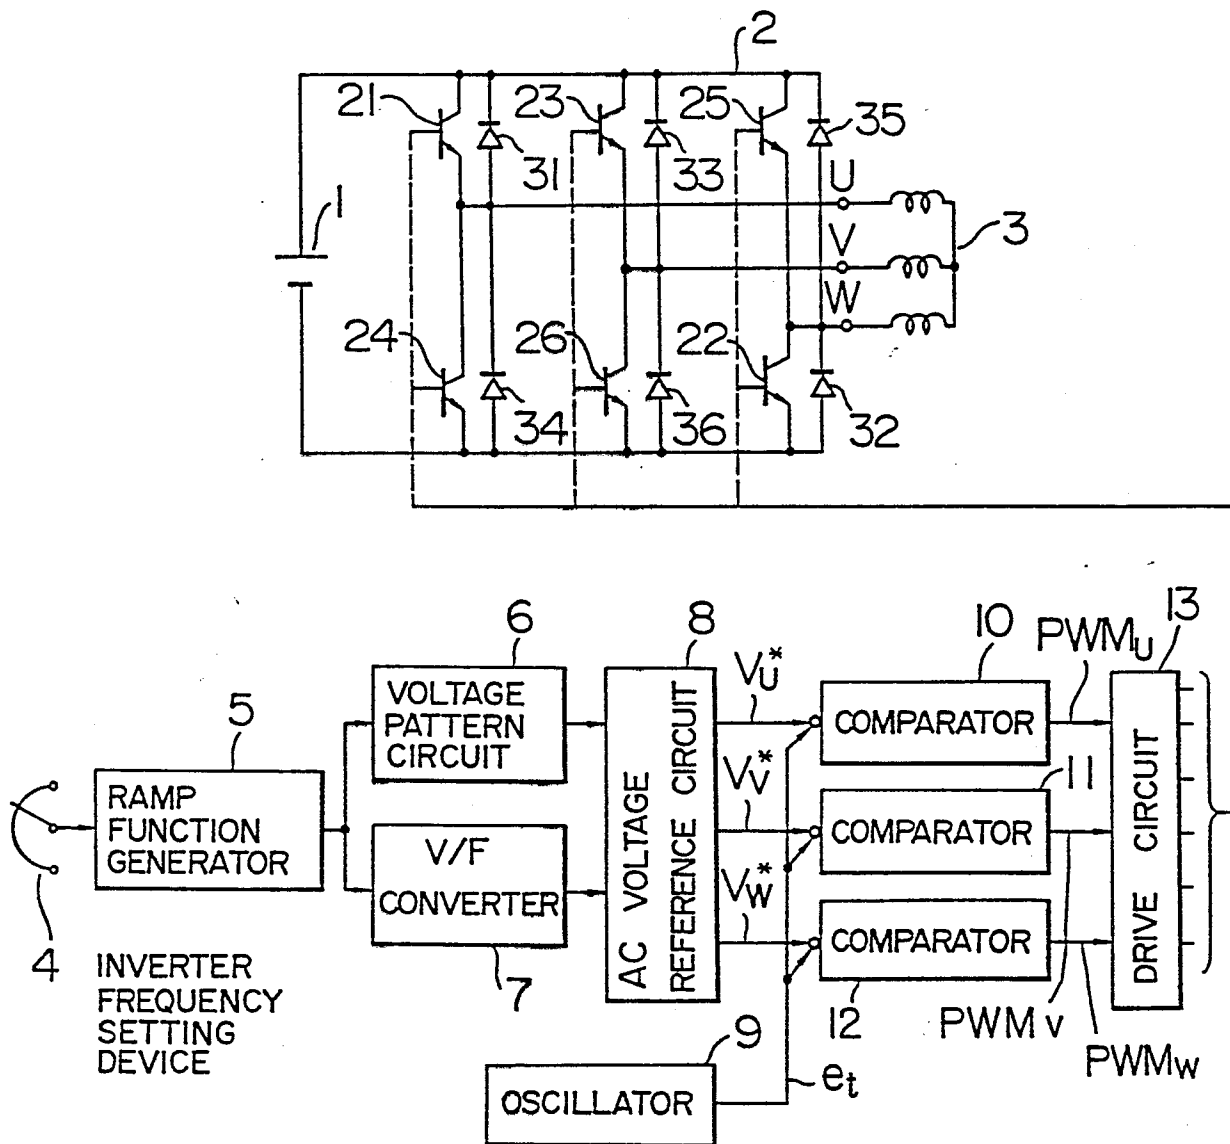 2
21
23
25
35
31
33
U
1
V
3
W
24
26
22
34
36
32
6
8
10
PWMU
13
VU*
VOLTAGE
PATTERN
CIRCUIT
5
COMPARATOR
RAMP
FUNCTION
GENERATOR
VV*
11
V/F
CONVERTER
AC VOLTAGE
REFERENCE CIRCUIT
COMPARATOR
DRIVE CIRCUIT
VW*
COMPARATOR
4
INVERTER
FREQUENCY
SETTING
DEVICE
7
12
PWM V
PWMW
9
et
OSCILLATOR